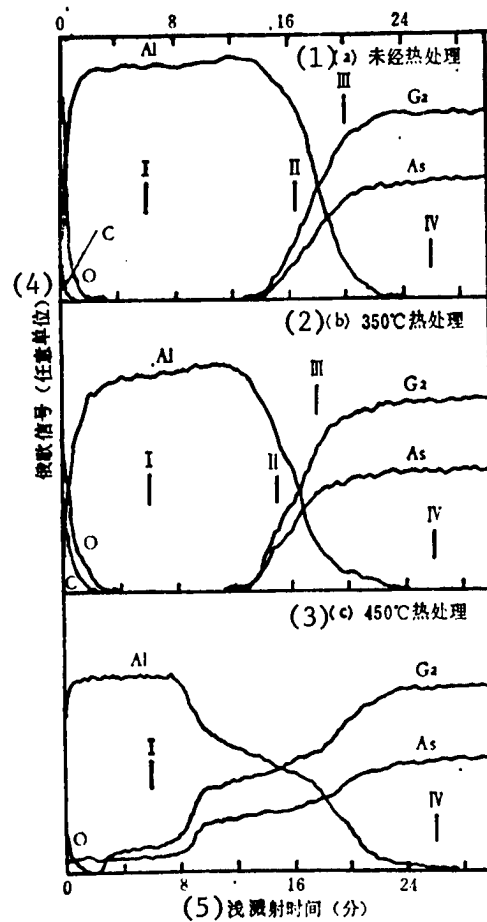 0 8 16 24
(1)(a) 未经热处理
Al
III
Ga
I
II
As
C
IV
O
(4)
俄歇信号(任意单位)
(2)(b) 350℃热处理
Al
III
Ga
I
II
As
O
IV
C
(3)(c) 450℃热处理
Al
Ga
I
As
O
IV
0 8 16 24
(5)浅溅射时间(分)